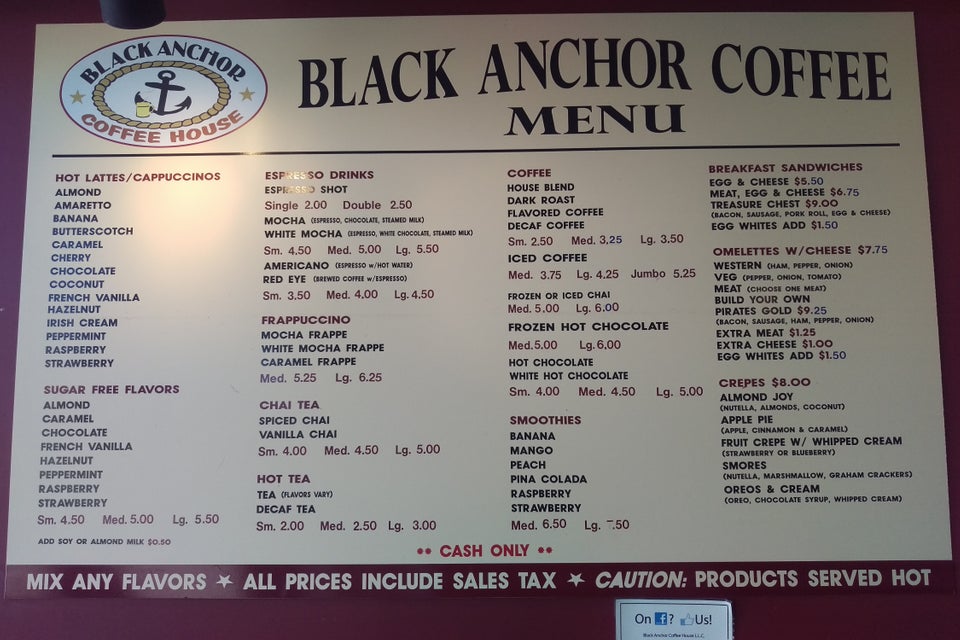 BLACK ANCHOR
COFFEE HOUSE
BLACK ANCHOR COFFEE
MENU
HOT LATTES/CAPPUCCINOS
ALMOND
AMARETTO
BANANA
BUTTERSCOTCH
CARAMEL
CHERRY
CHOCOLATE
COCONUT
FRENCH VANILLA
HAZELNUT
IRISH CREAM
PEPPERMINT
RASPBERRY
STRAWBERRY
SUGAR FREE FLAVORS
ALMOND
CARAMEL
CHOCOLATE
FRENCH VANILLA
HAZELNUT
PEPPERMINT
RASPBERRY
STRAWBERRY
Sm. 4.50 Med. 5.00 Lg. 5.50
ADD SOY OR ALMOND MILK $0.50
ESPRESSO DRINKS
ESPRESSO SHOT
Single 2.00 Double 2.50
MOCHA (ESPRESSO, CHOCOLATE, STEAMED MILK)
WHITE MOCHA (ESPRESSO, WHITE CHOCOLATE, STEAMED MILK)
Sm. 4.50 Med. 5.00 Lg. 5.50
AMERICANO (ESPRESSO w/HOT WATER)
RED EYE (BREWED COFFEE w/ESPRESSO)
Sm. 3.50 Med. 4.00 Lg. 4.50
FRAPPUCCINO
MOCHA FRAPPE
WHITE MOCHA FRAPPE
CARAMEL FRAPPE
Med. 5.25 Lg. 6.25
CHAI TEA
SPICED CHAI
VANILLA CHAI
Sm. 4.00 Med. 4.50 Lg. 5.00
HOT TEA
TEA (FLAVORS VARY)
DECAF TEA
Sm. 2.00 Med. 2.50 Lg. 3.00
COFFEE
HOUSE BLEND
DARK ROAST
FLAVORED COFFEE
DECAF COFFEE
Sm. 2.50 Med. 3.25 Lg. 3.50
ICED COFFEE
Med. 3.75 Lg. 4.25 Jumbo 5.25
FROZEN OR ICED CHAI
Med. 5.00 Lg. 6.00
FROZEN HOT CHOCOLATE
Med. 5.00 Lg. 6.00
HOT CHOCOLATE
WHITE HOT CHOCOLATE
Sm. 4.00 Med. 4.50 Lg. 5.00
SMOOTHIES
BANANA
MANGO
PEACH
PINA COLADA
RASPBERRY
STRAWBERRY
Med. 6.50 Lg. .50
BREAKFAST SANDWICHES
EGG & CHEESE $5.50
MEAT, EGG & CHEESE $6.75
TREASURE CHEST $9.00
(BACON, SAUSAGE, PORK ROLL, EGG & CHEESE)
EGG WHITES ADD $1.50
OMELETTES W/CHEESE $7.75
WESTERN (HAM, PEPPER, ONION)
VEG (PEPPER, ONION, TOMATO)
MEAT (CHOOSE ONE MEAT)
BUILD YOUR OWN
PIRATES GOLD $9.25
(BACON, SAUSAGE, HAM, PEPPER, ONION)
EXTRA MEAT $1.25
EXTRA CHEESE $1.00
EGG WHITES ADD $1.50
CREPES $8.00
ALMOND JOY
(NUTELLA, ALMONDS, COCONUT)
APPLE PIE
(APPLE, CINNAMON & CARAMEL)
FRUIT CREPE W/ WHIPPED CREAM
(STRAWBERRY OR BLUEBERRY)
SMORES
(NUTELLA, MARSHMALLOW, GRAHAM CRACKERS)
OREOS & CREAM
(OREO, CHOCOLATE SYRUP, WHIPPED CREAM)
** CASH ONLY **
MIX ANY FLAVORS ★ ALL PRICES INCLUDE SALES TAX ★ CAUTION: PRODUCTS SERVED HOT
On f? Us!
Black Anchor Coffee House L.L.C.